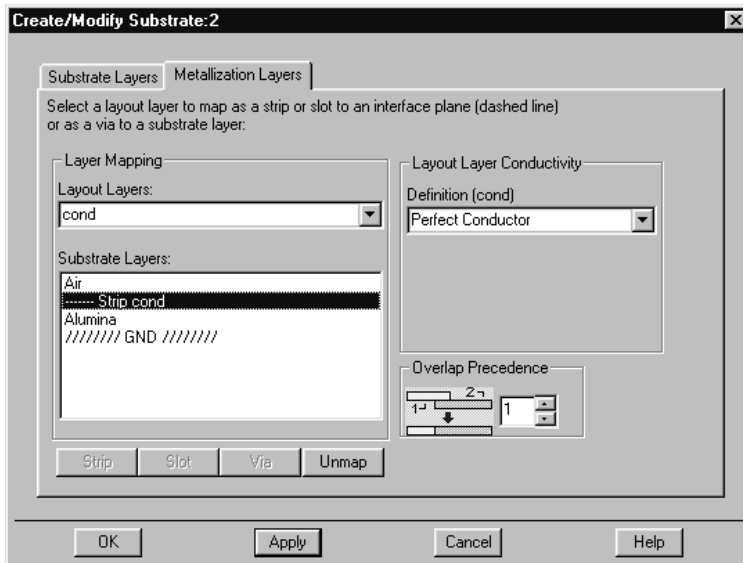 Create/Modify Substrate:2
Substrate Layers
Metallization Layers
Select a layout layer to map as a strip or slot to an interface plane (dashed line)
or as a via to a substrate layer:
Layer Mapping
Layout Layers:
cond
Substrate Layers:
Air
------- Strip cond
Alumina
//////// GND ////////
Strip
Slot
Via
Unmap
Layout Layer Conductivity
Definition (cond)
Perfect Conductor
Overlap Precedence
2
1
1
OK
Apply
Cancel
Help